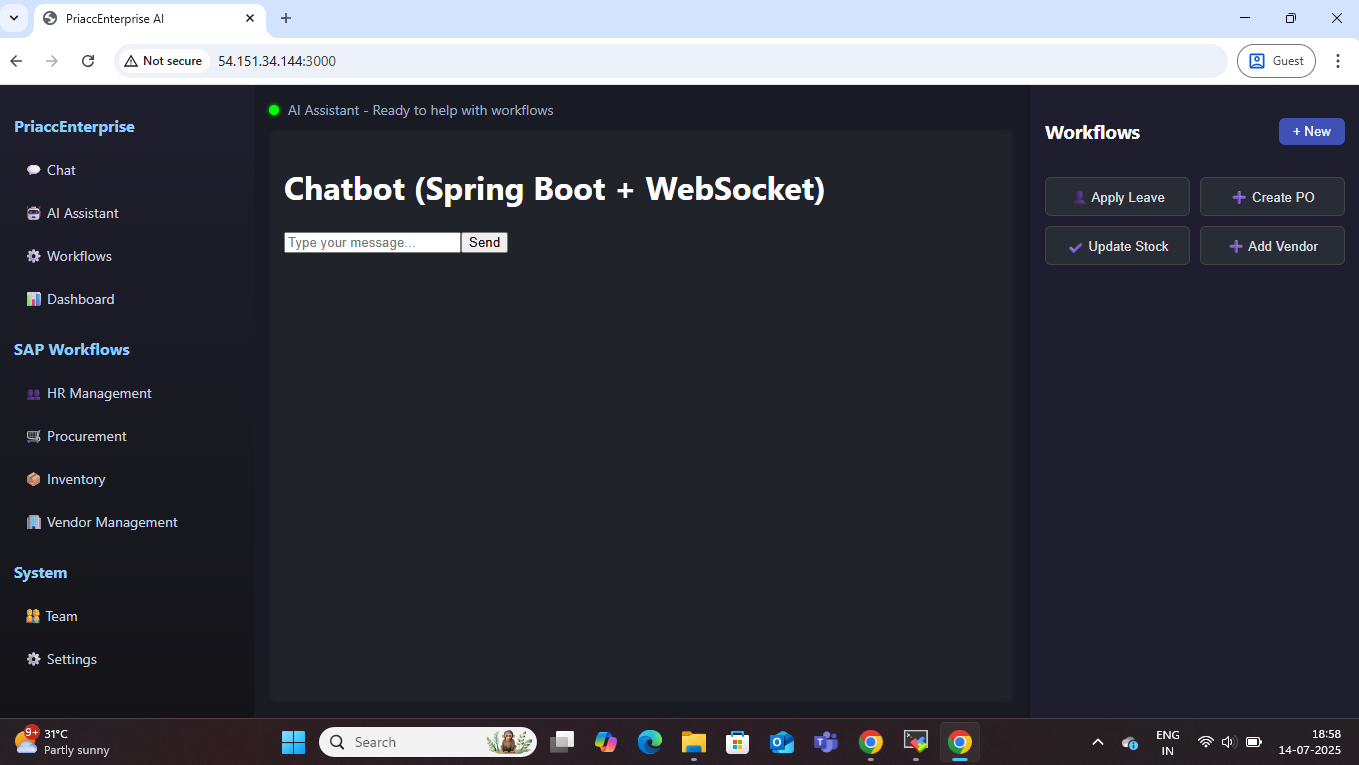 PriaccEnterprise AI
Not secure
54.151.34.144:3000
Guest
PriaccEnterprise
Chat
AI Assistant
Workflows
Dashboard
SAP Workflows
HR Management
Procurement
Inventory
Vendor Management
System
Team
Settings
AI Assistant - Ready to help with workflows
Chatbot (Spring Boot + WebSocket)
Type your message... Send
Workflows
+ New
Apply Leave
Create PO
Update Stock
Add Vendor
9+
31°C
Partly sunny
Search
ENG
IN
18:58
14-07-2025